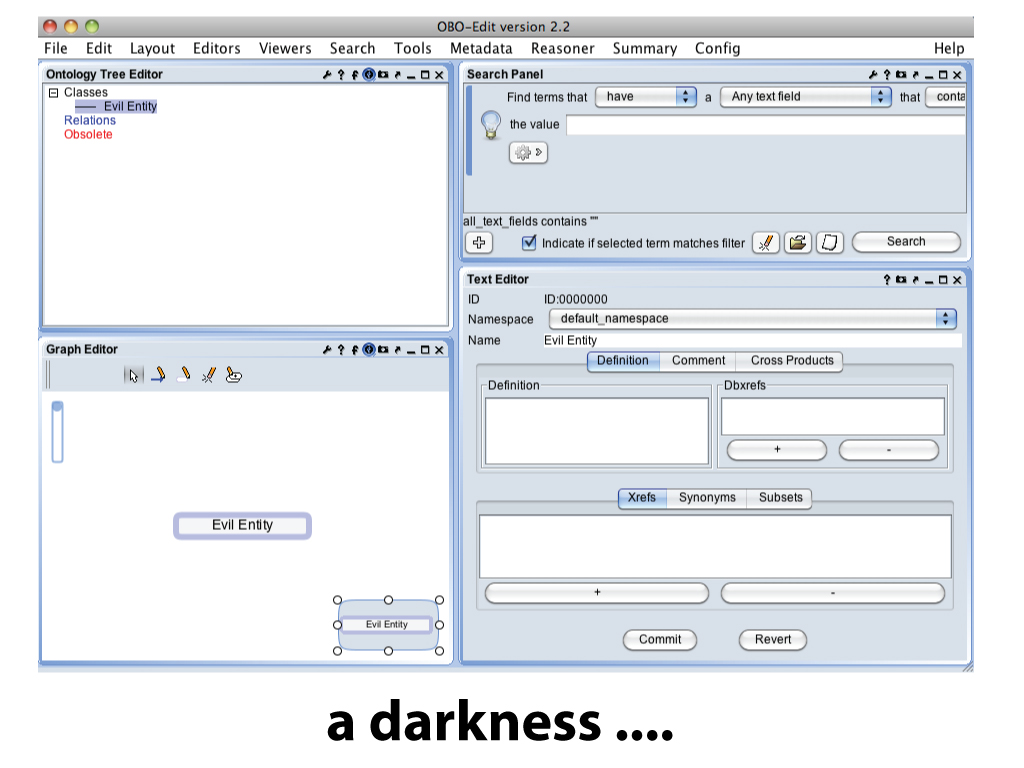 OBO-Edit version 2.2
File Edit Layout Editors Viewers Search Tools Metadata Reasoner Summary Config Help
Ontology Tree Editor
Classes
Evil Entity
Relations
Obsolete
Graph Editor
Evil Entity
Evil Entity
Search Panel
Find terms that have a Any text field that conta
the value
all_text_fields contains ""
Indicate if selected term matches filter Search
Text Editor
ID ID:0000000
Namespace default_namespace
Name Evil Entity
Definition Comment Cross Products
Definition Dbxrefs
+ -
Xrefs Synonyms Subsets
+ -
Commit Revert
a darkness ....